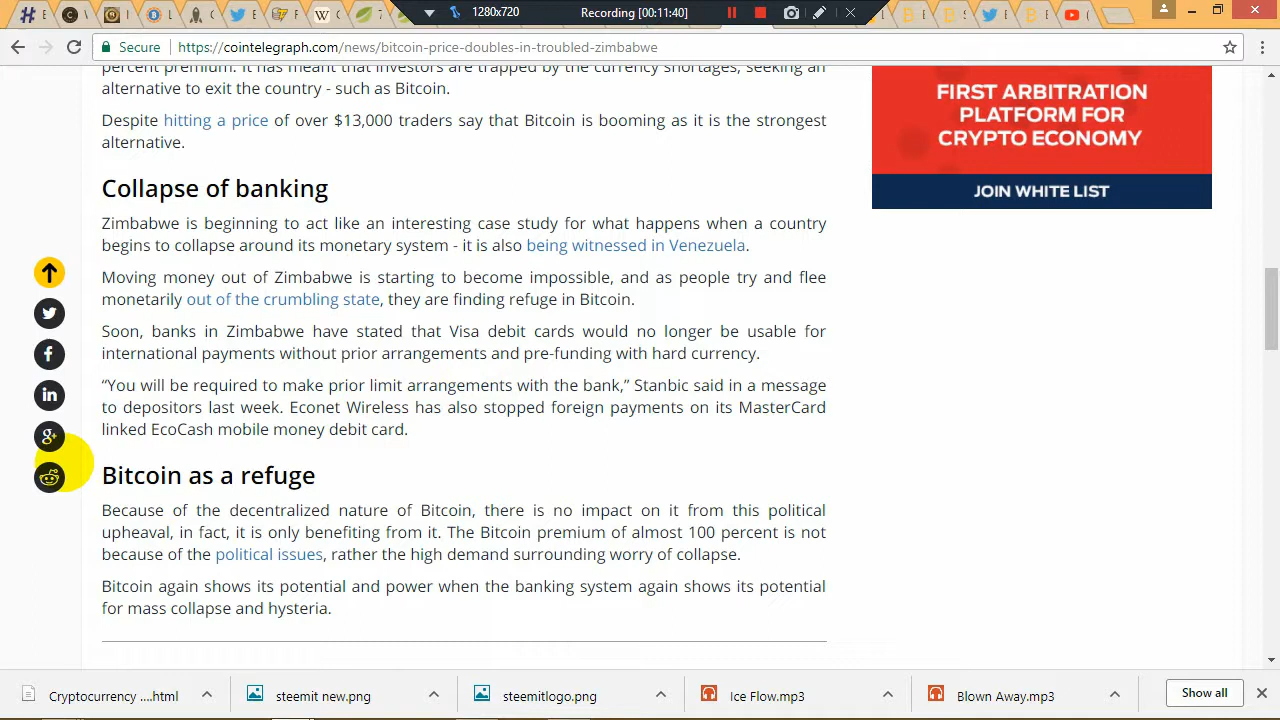 1280x720
Recording [00:11:40]
Secure
https://cointelegraph.com/news/bitcoin-price-doubles-in-troubled-zimbabwe
percent premium. It has meant that investors are trapped by the currency shortages, seeking an
alternative to exit the country - such as Bitcoin.
Despite hitting a price of over $13,000 traders say that Bitcoin is booming as it is the strongest
alternative.
Collapse of banking
Zimbabwe is beginning to act like an interesting case study for what happens when a country
begins to collapse around its monetary system - it is also being witnessed in Venezuela.
Moving money out of Zimbabwe is starting to become impossible, and as people try and flee
monetarily out of the crumbling state, they are finding refuge in Bitcoin.
Soon, banks in Zimbabwe have stated that Visa debit cards would no longer be usable for
international payments without prior arrangements and pre-funding with hard currency.
“You will be required to make prior limit arrangements with the bank,” Stanbic said in a message
to depositors last week. Econet Wireless has also stopped foreign payments on its MasterCard
linked EcoCash mobile money debit card.
Bitcoin as a refuge
Because of the decentralized nature of Bitcoin, there is no impact on it from this political
upheaval, in fact, it is only benefiting from it. The Bitcoin premium of almost 100 percent is not
because of the political issues, rather the high demand surrounding worry of collapse.
Bitcoin again shows its potential and power when the banking system again shows its potential
for mass collapse and hysteria.
FIRST ARBITRATION
PLATFORM FOR
CRYPTO ECONOMY
JOIN WHITE LIST
Cryptocurrency ....html
steemit new.png
steemitlogo.png
Ice Flow.mp3
Blown Away.mp3
Show all